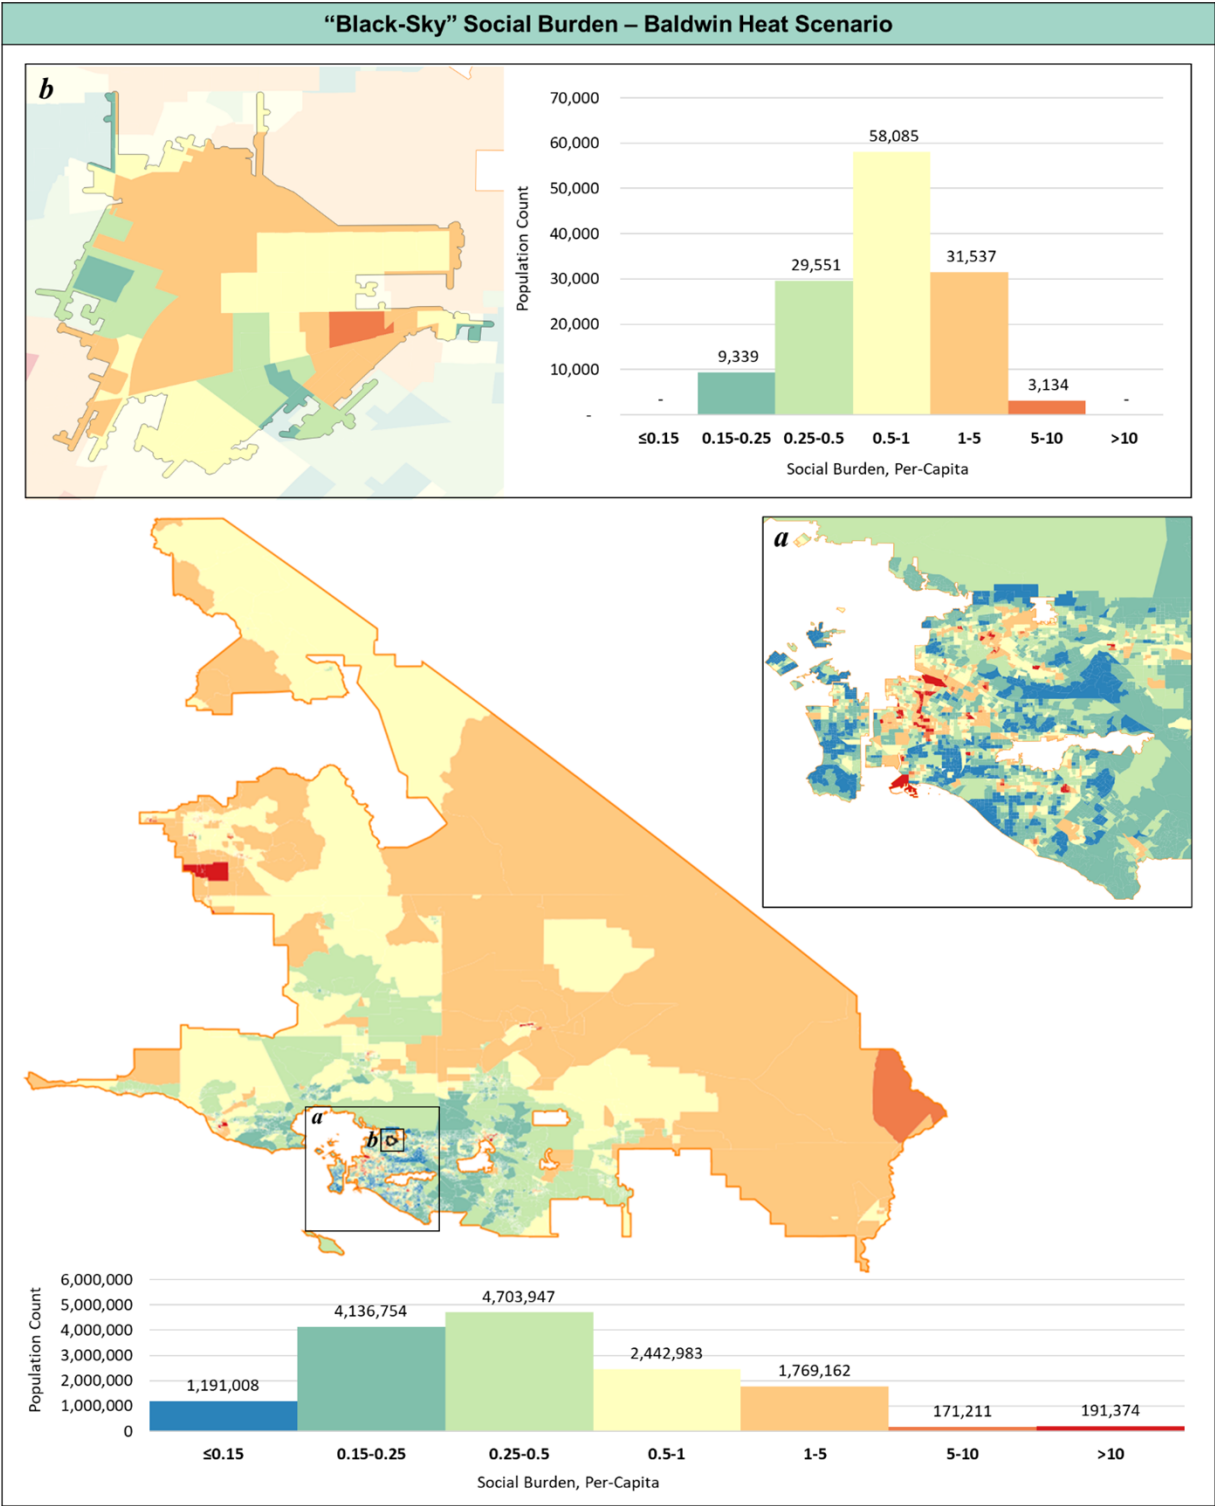 “Black-Sky” Social Burden – Baldwin Heat Scenario
b
Population Count
70,000
60,000
50,000
40,000
30,000
20,000
10,000
-
-
9,339
29,551
58,085
31,537
3,134
-
≤0.15 0.15-0.25 0.25-0.5 0.5-1 1-5 5-10 >10
Social Burden, Per-Capita
a
a
b
Population Count
6,000,000
5,000,000
4,000,000
3,000,000
2,000,000
1,000,000
0
1,191,008
4,136,754
4,703,947
2,442,983
1,769,162
171,211
191,374
≤0.15 0.15-0.25 0.25-0.5 0.5-1 1-5 5-10 >10
Social Burden, Per-Capita